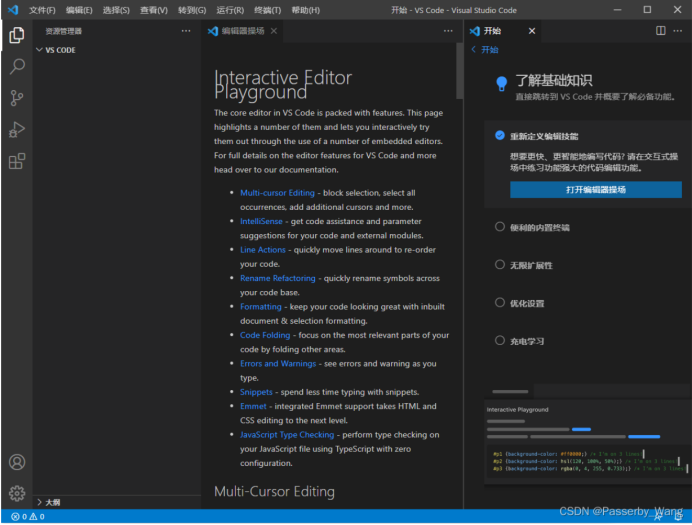 文件(F) 编辑(E) 选择(S) 查看(V) 转到(G) 运行(R) 终端(T) 帮助(H) 开始 - VS Code - Visual Studio Code
资源管理器
VS CODE
大纲
0 0
编辑器操场
Interactive Editor
Playground
The core editor in VS Code is packed with features. This page
highlights a number of them and lets you interactively try
them out through the use of a number of embedded editors.
For full details on the editor features for VS Code and more
head over to our documentation.
• Multi-cursor Editing - block selection, select all
occurrences, add additional cursors and more.
• IntelliSense - get code assistance and parameter
suggestions for your code and external modules.
• Line Actions - quickly move lines around to re-order
your code.
• Rename Refactoring - quickly rename symbols across
your code base.
• Formatting - keep your code looking great with inbuilt
document & selection formatting.
• Code Folding - focus on the most relevant parts of your
code by folding other areas.
• Errors and Warnings - see errors and warning as you
type.
• Snippets - spend less time typing with snippets.
• Emmet - integrated Emmet support takes HTML and
CSS editing to the next level.
• JavaScript Type Checking - perform type checking on
your JavaScript file using TypeScript with zero
configuration.
Multi-Cursor Editing
开始
开始
了解基础知识
直接跳转到 VS Code 并概要了解必备功能。
重新定义编辑技能
想要更快、更智能地编写代码? 请在交互式操
场中练习功能强大的代码编辑功能。
打开编辑器操场
便利的内置终端
无限扩展性
优化设置
充电学习
Interactive Playground
#p1 {background-color: #ff0000;} /* I'm on 3 lines
#p2 {background-color: hsl(120, 100%, 50%);} /* I'm on 3 lines
#p3 {background-color: rgba(0, 4, 255, 0.733);} /* I'm on 3 lines
CSDN @Passerby_Wang